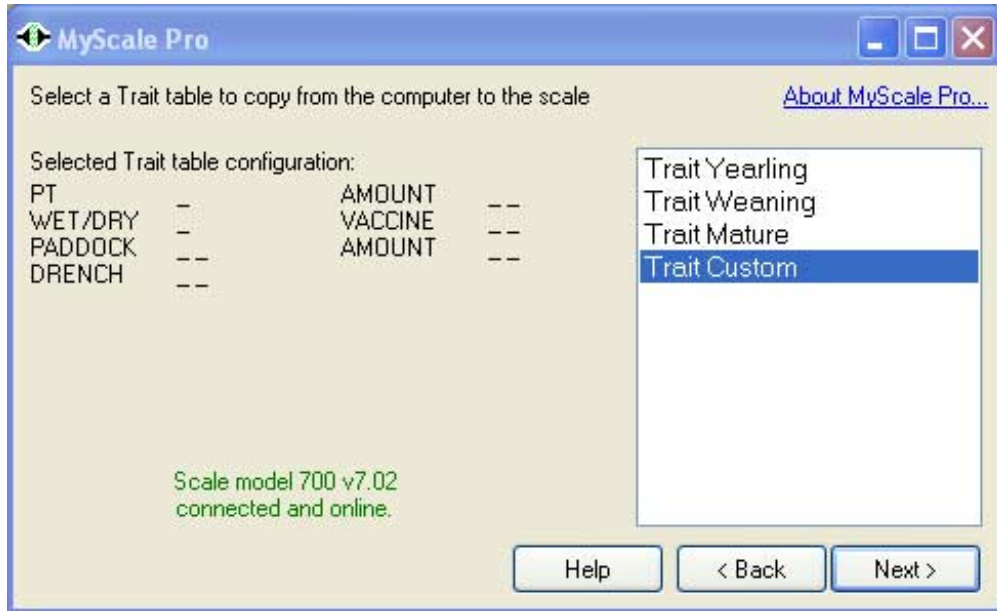 MyScale Pro
Select a Trait table to copy from the computer to the scale
About MyScale Pro...
Selected Trait table configuration:
PT _ AMOUNT _ _
WET/DRY _ VACCINE _ _
PADDOCK _ _ AMOUNT _ _
DRENCH _ _
Trait Yearling
Trait Weaning
Trait Mature
Trait Custom
Scale model 700 v7.02
connected and online.
Help
< Back
Next >